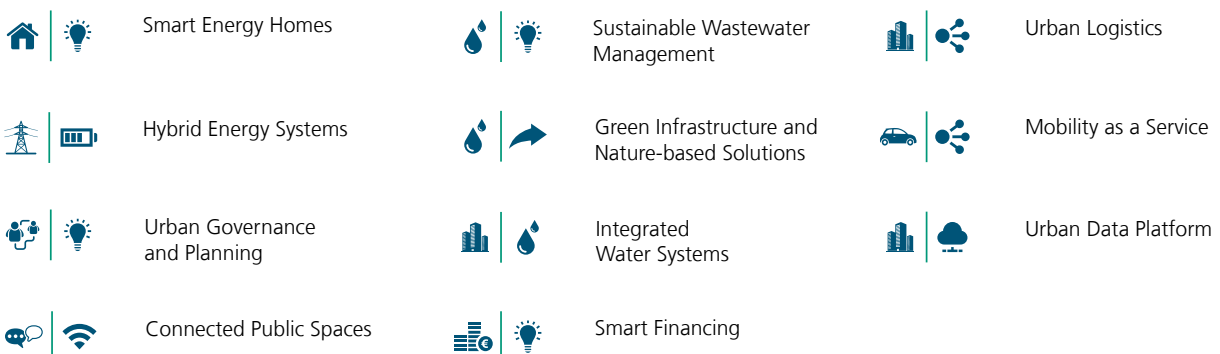 Smart Energy Homes
Hybrid Energy Systems
Urban Governance
and Planning
Connected Public Spaces
Sustainable Wastewater
Management
Green Infrastructure and
Nature-based Solutions
Integrated
Water Systems
€
Smart Financing
Urban Logistics
Mobility as a Service
Urban Data Platform